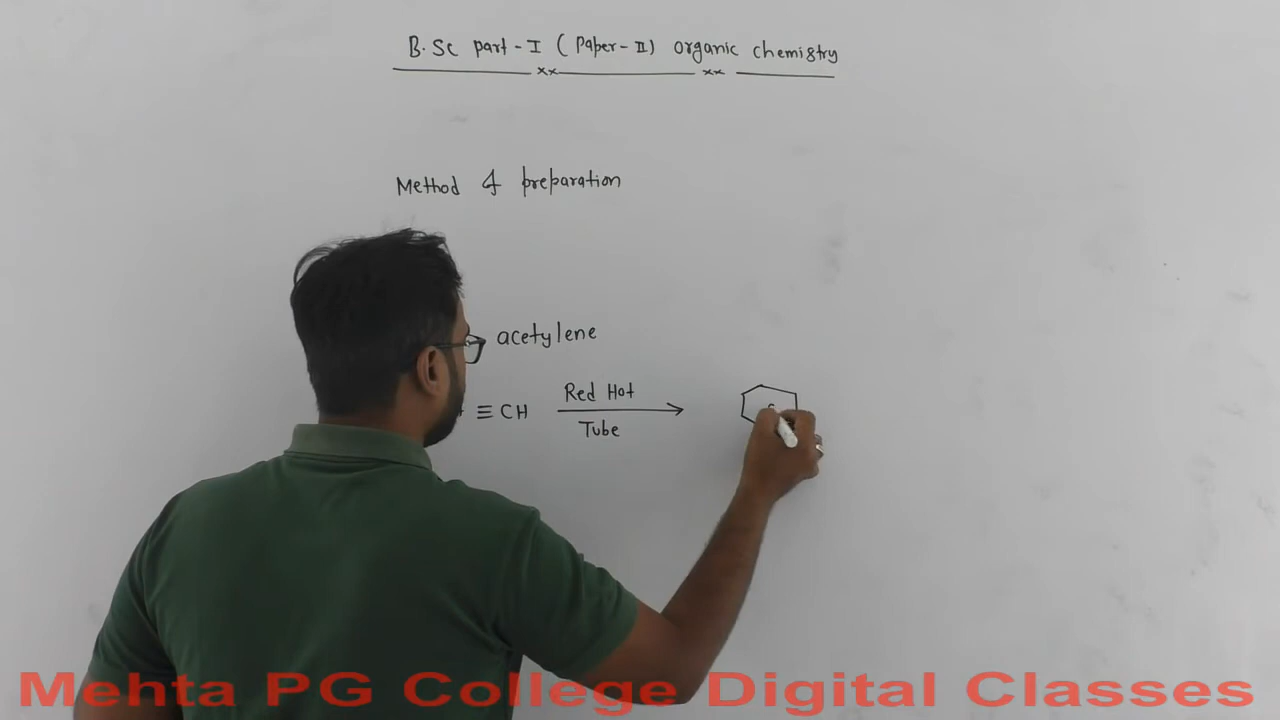 B.Sc part-I (Paper-II) organic chemistry
xx xx
Method of preparation
acetylene
≡ CH Red Hot
Tube
Mehta PG College Digital Classes